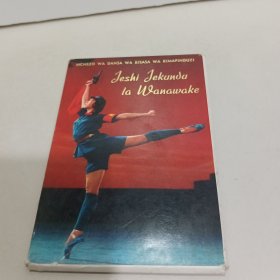 MCHEZO WA DANSA WA KISASA WA KIMAPINDUZI
Jeshi Jekundu
la Wanawake